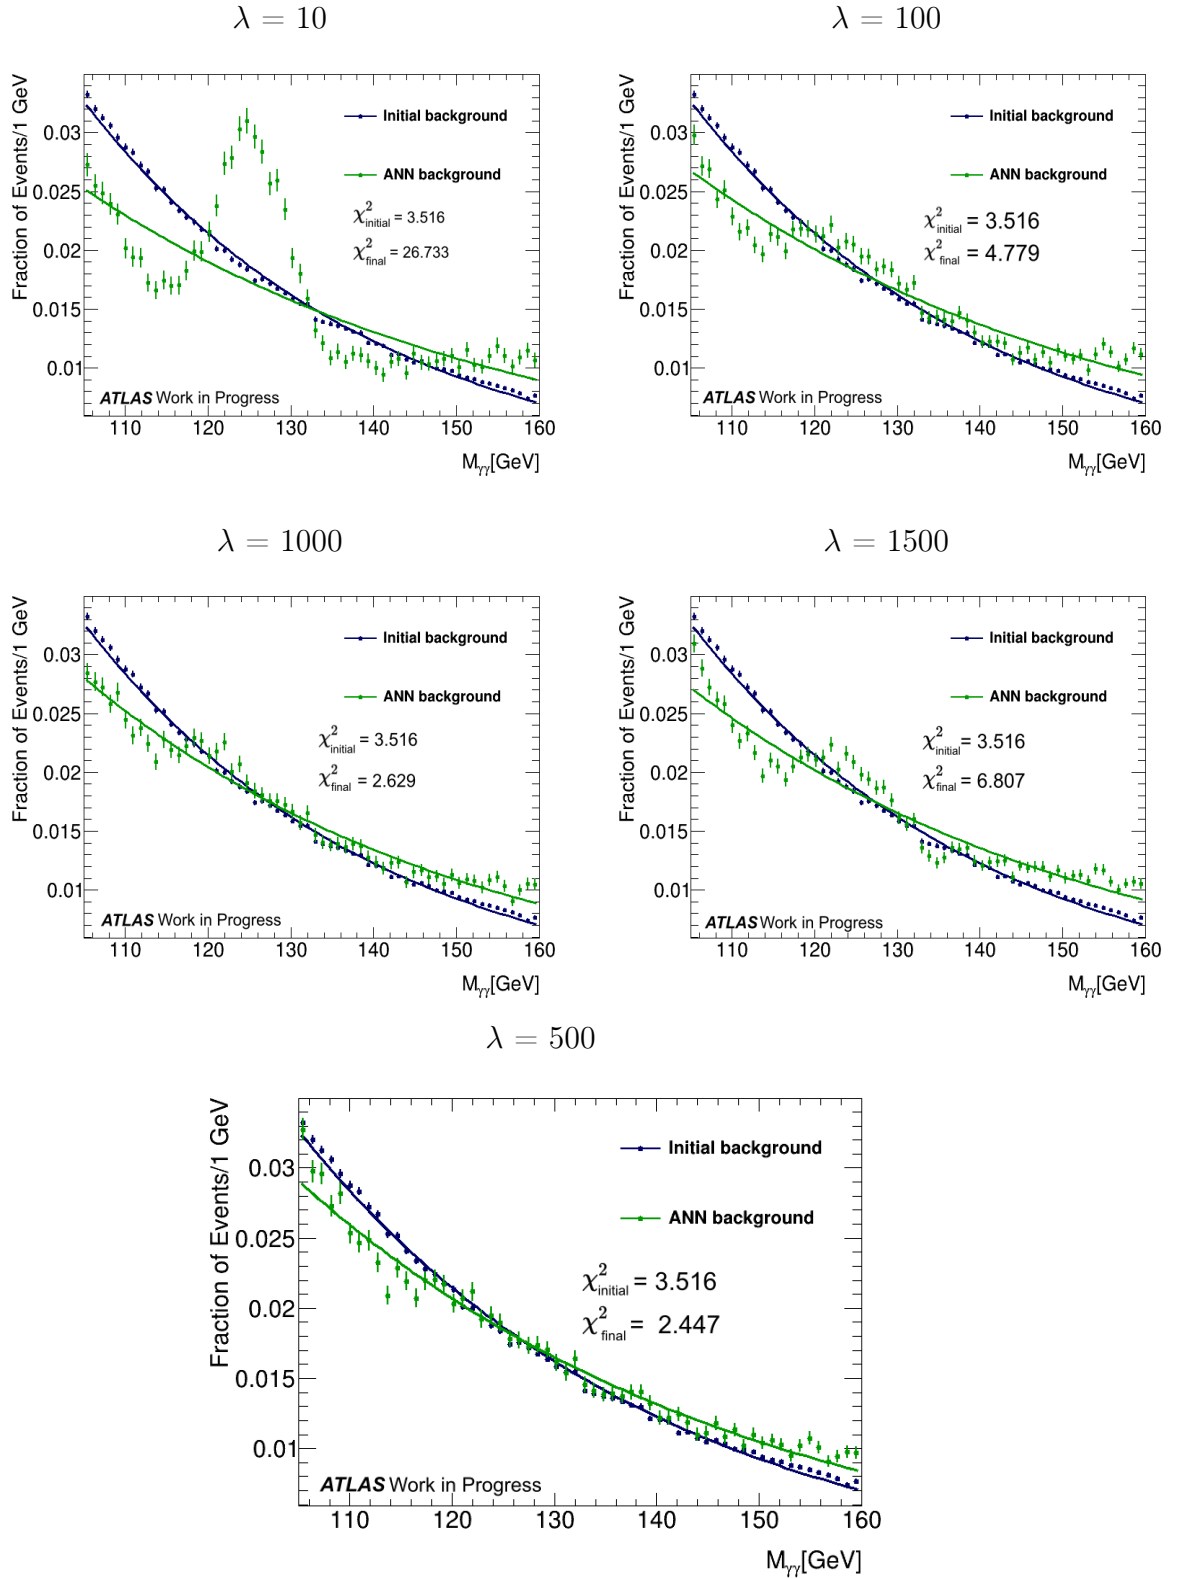 λ = 10
Fraction of Events/1 GeV
0.03
0.025
0.02
0.015
0.01
Initial background
ANN background
χ²initial = 3.516
χ²final = 26.733
ATLAS Work in Progress
110 120 130 140 150 160
Mγγ[GeV]
λ = 100
Fraction of Events/1 GeV
0.03
0.025
0.02
0.015
0.01
Initial background
ANN background
χ²initial = 3.516
χ²final = 4.779
ATLAS Work in Progress
110 120 130 140 150 160
Mγγ[GeV]
λ = 1000
Fraction of Events/1 GeV
0.03
0.025
0.02
0.015
0.01
Initial background
ANN background
χ²initial = 3.516
χ²final = 2.629
ATLAS Work in Progress
110 120 130 140 150 160
Mγγ[GeV]
λ = 1500
Fraction of Events/1 GeV
0.03
0.025
0.02
0.015
0.01
Initial background
ANN background
χ²initial = 3.516
χ²final = 6.807
ATLAS Work in Progress
110 120 130 140 150 160
Mγγ[GeV]
λ = 500
Fraction of Events/1 GeV
0.03
0.025
0.02
0.015
0.01
Initial background
ANN background
χ²initial = 3.516
χ²final = 2.447
ATLAS Work in Progress
110 120 130 140 150 160
Mγγ[GeV]